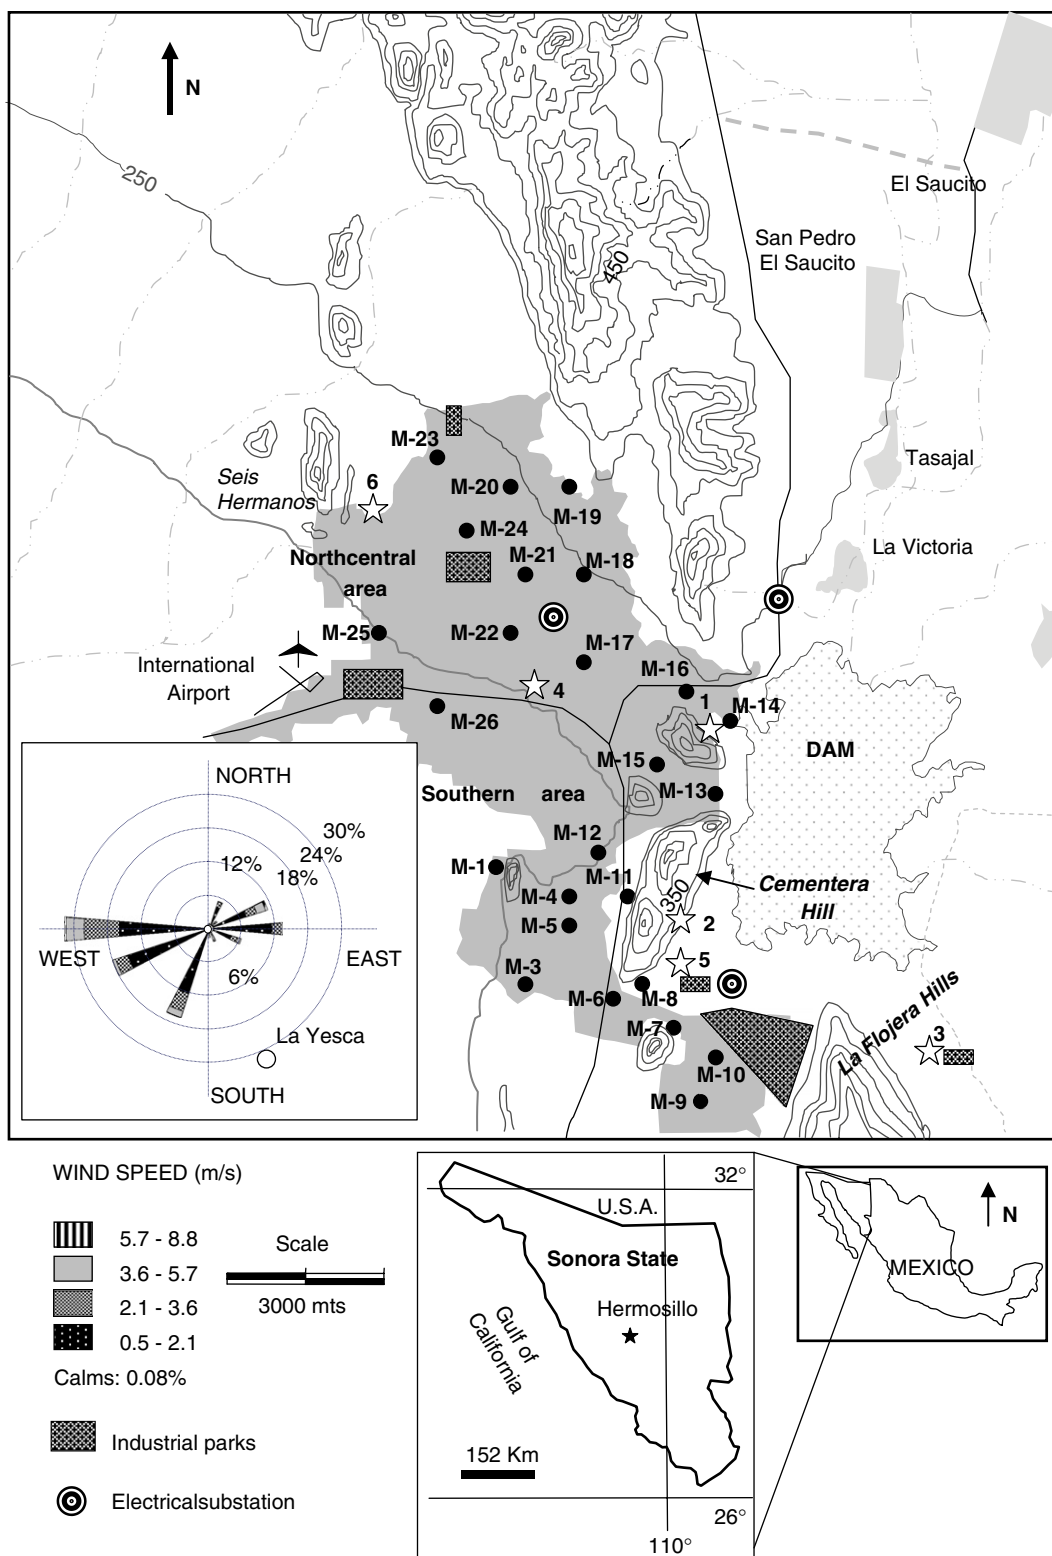 N
250
El Saucito
San Pedro
El Saucito
450
M-23
Tasajal
Seis
Hermanos
6
M-20
M-19
M-24
La Victoria
Northcentral
area
M-21
M-18
M-25
M-22
M-17
International
Airport
M-16
4
1
M-14
M-26
DAM
M-15
Southern area
M-13
M-12
M-1
M-11
M-4
350
Cementera
Hill
M-5
2
5
M-3
M-6
M-8
La Flojera Hills
M-7
3
M-10
M-9
NORTH
30%
24%
12%
18%
WEST
EAST
6%
La Yesca
SOUTH
WIND SPEED (m/s)
5.7 - 8.8
3.6 - 5.7
2.1 - 3.6
0.5 - 2.1
Calms: 0.08%
Scale
3000 mts
Industrial parks
Electricalsubstation
32°
U.S.A.
Sonora State
Hermosillo
Gulf of
California
152 Km
26°
110°
N
MEXICO